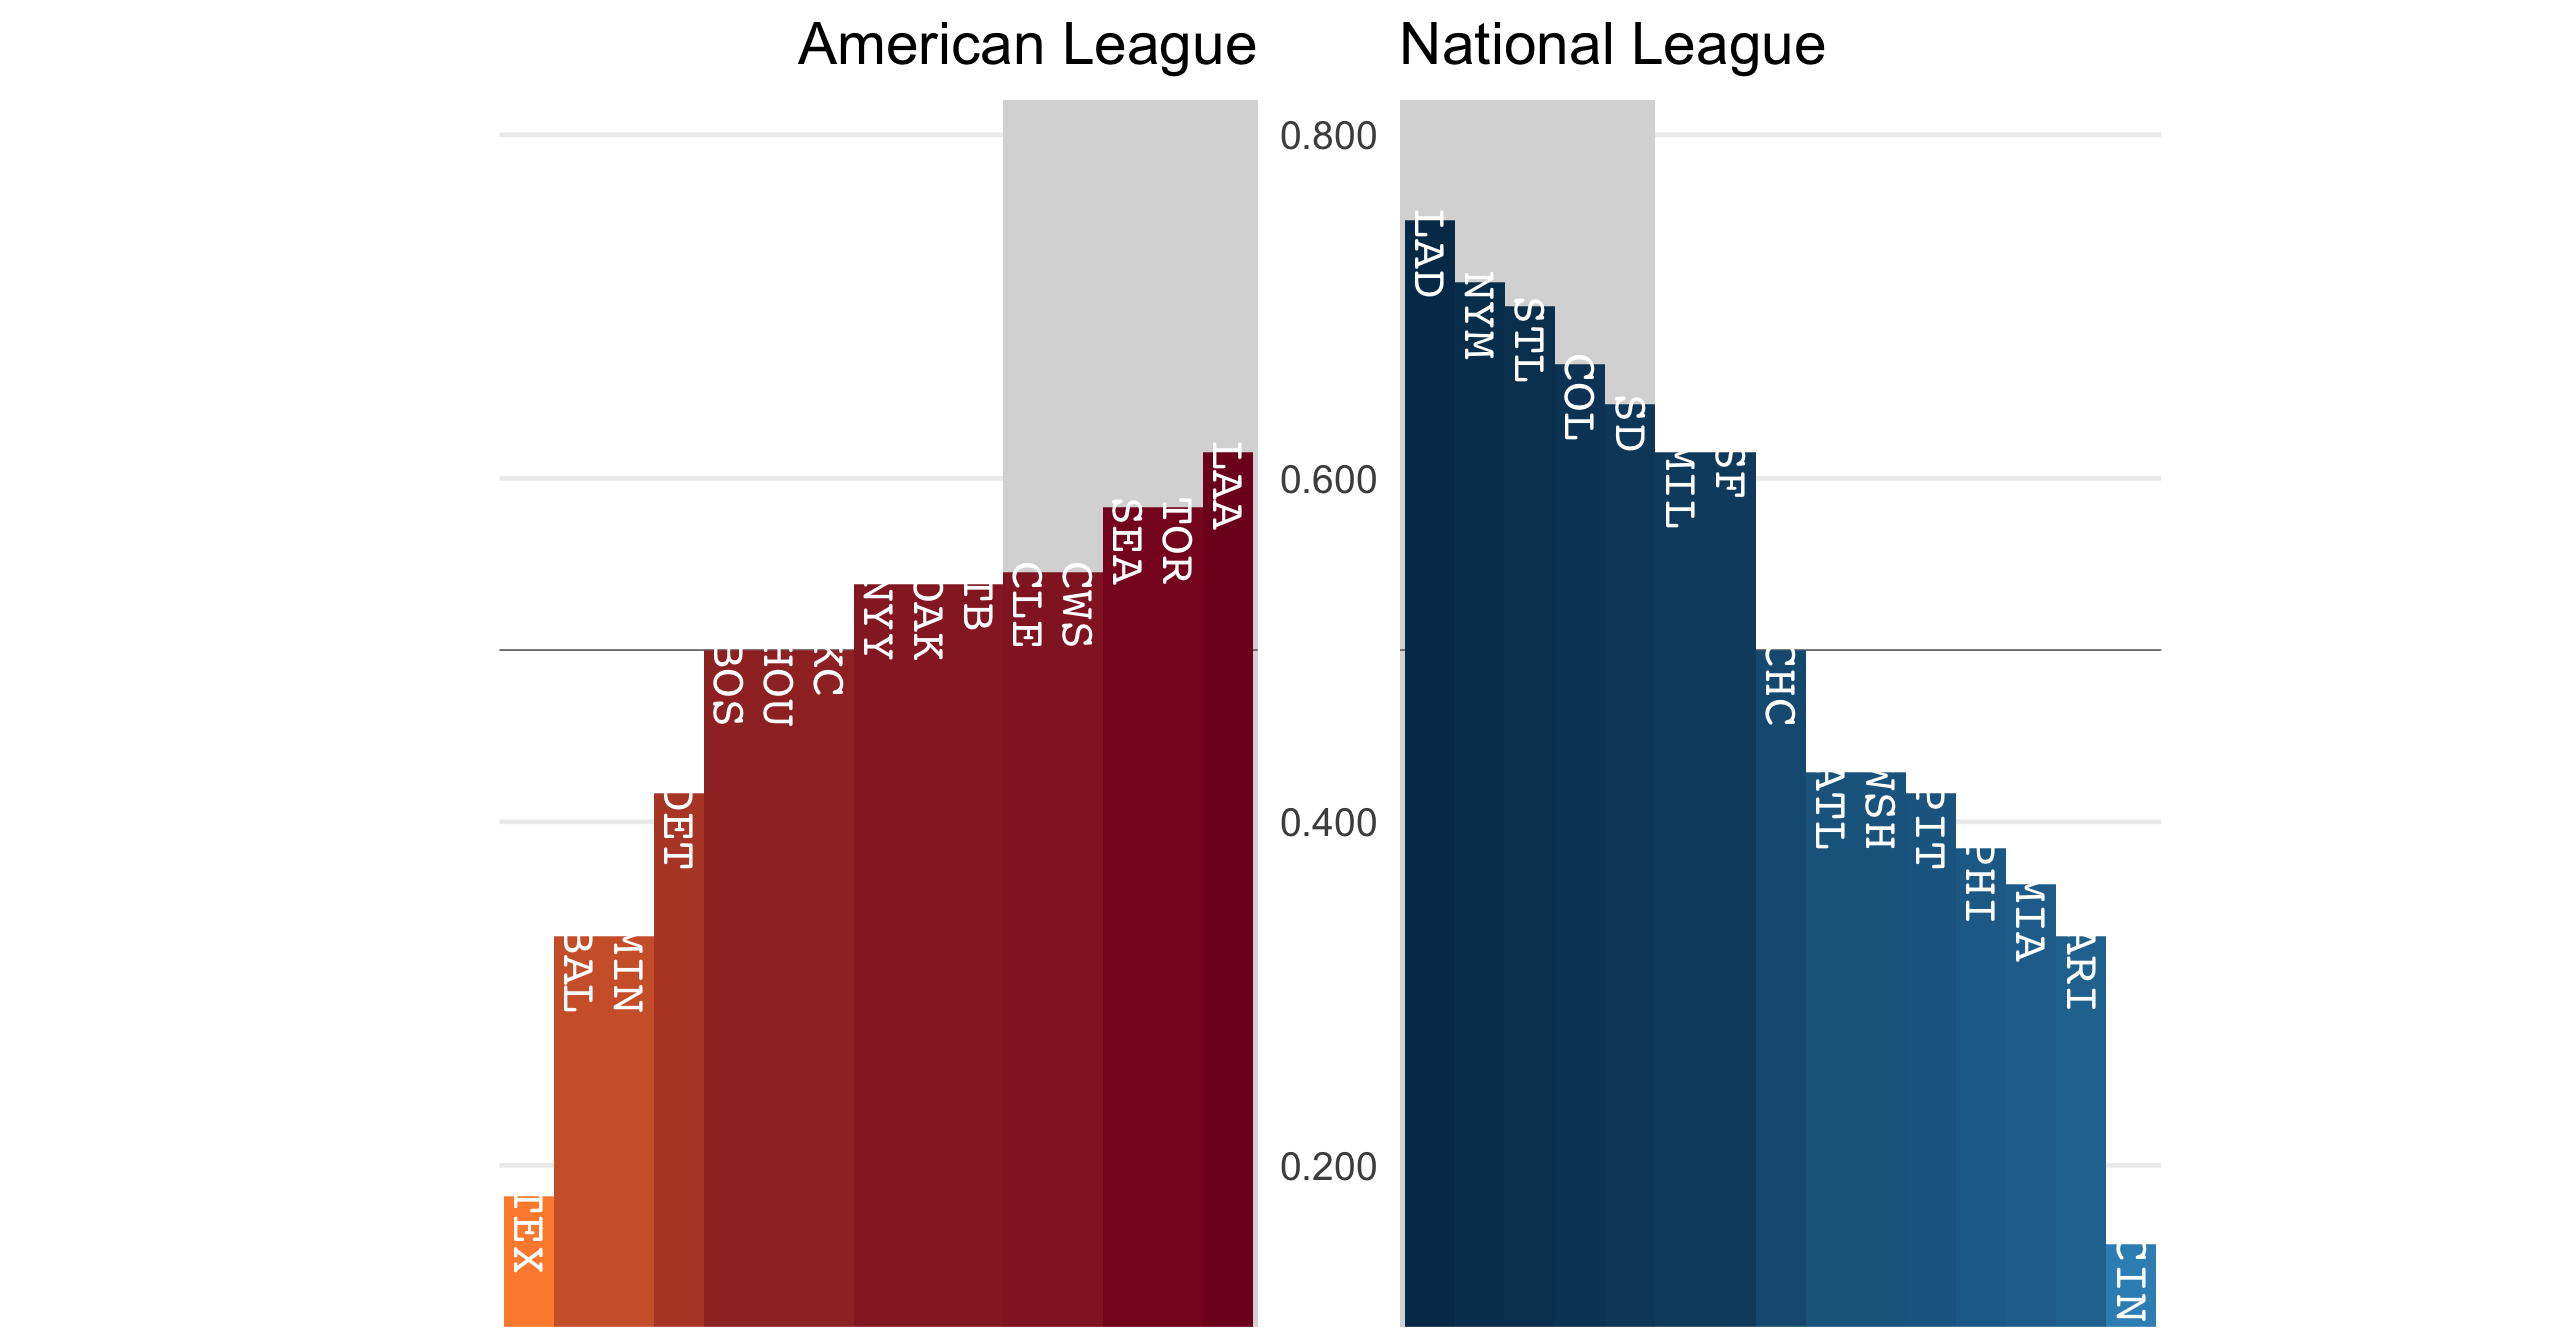 American League
National League
0.800
0.600
0.400
0.200
TEX
BAL
MIN
DET
BOS
HOU
KC
NYY
OAK
TB
CLE
CWS
SEA
TOR
LAA
LAD
NYM
STL
COL
SD
MIL
SF
CHC
ATL
WSH
PIT
PHI
MIA
ARI
CIN